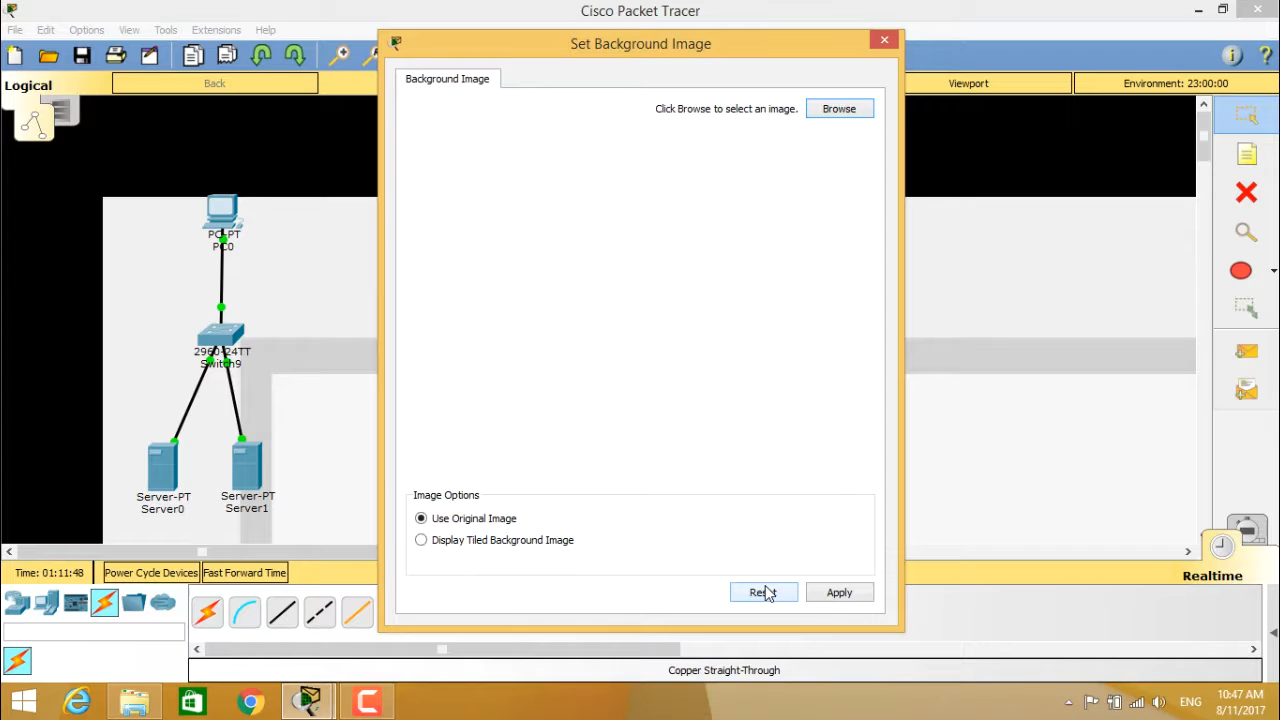 Cisco Packet Tracer
File Edit Options View Tools Extensions Help
Set Background Image
Logical
Back
Viewport
Environment: 23:00:00
Background Image
Click Browse to select an image.
Browse
PC-PT
PC0
2960-24TT
Switch9
Server-PT
Server0
Server-PT
Server1
Image Options
Use Original Image
Display Tiled Background Image
Reset
Apply
Time: 01:11:48
Power Cycle Devices
Fast Forward Time
Realtime
Copper Straight-Through
ENG
10:47 AM
8/11/2017